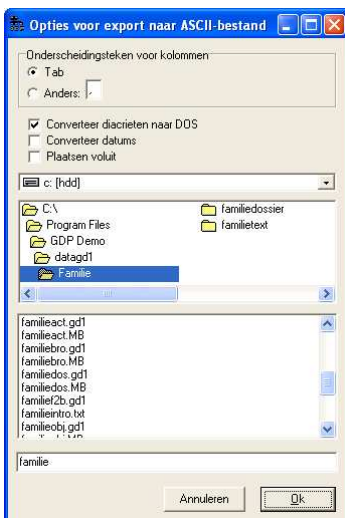 Opties voor export naar ASCII-bestand
Onderscheidingsteken voor kolommen
Tab
Anders:
Converteer diacrieten naar DOS
Converteer datums
Plaatsen voluit
c: [hdd]
C:\
Program Files
GDP Demo
datagd1
Familie
familiedossier
familietext
familieact.gd1
familieact.MB
familiebro.gd1
familiebro.MB
familiedos.gd1
familiedos.MB
familief2b.gd1
familieintro.txt
familieobj.gd1
familieobj.MB
familie
Annuleren
Ok